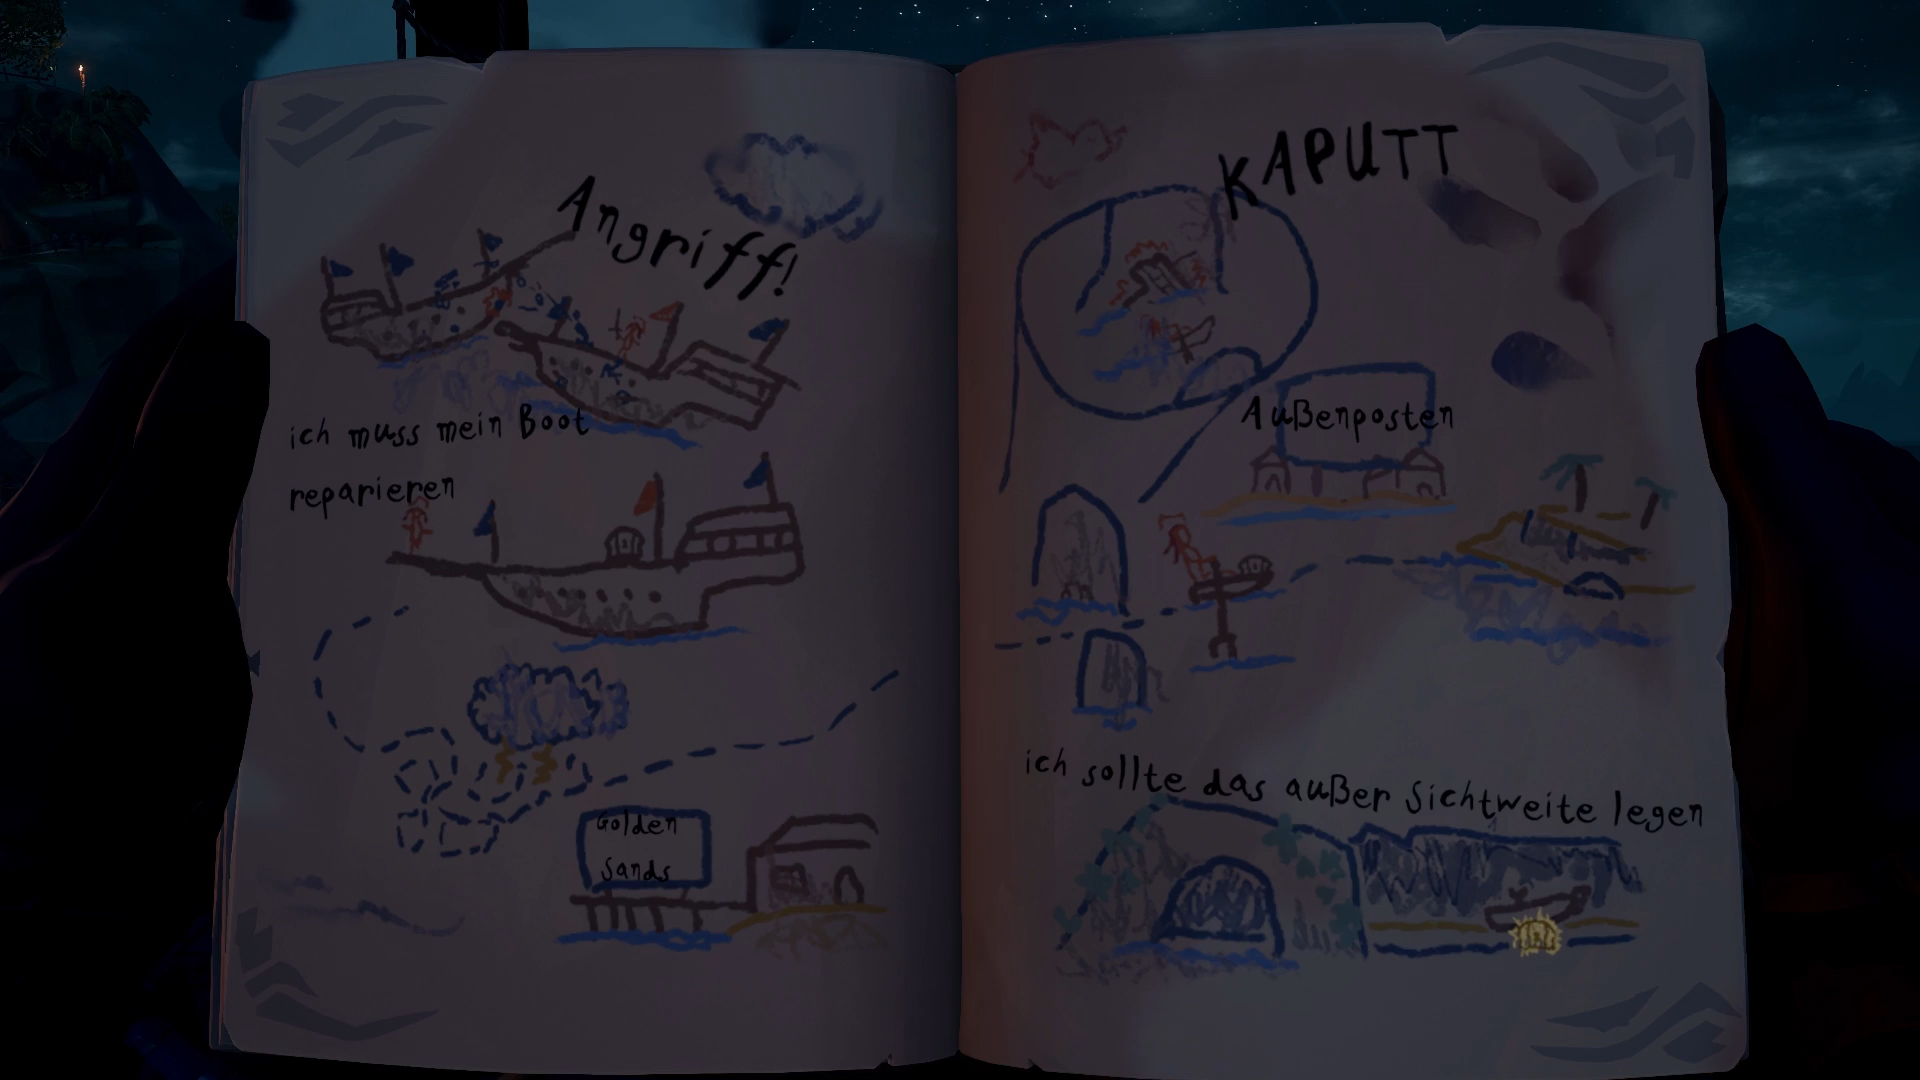 Angriff!
ich muss mein Boot
reparieren
Golden
Sands
KAPUTT
Außenposten
ich sollte das außer Sichtweite legen